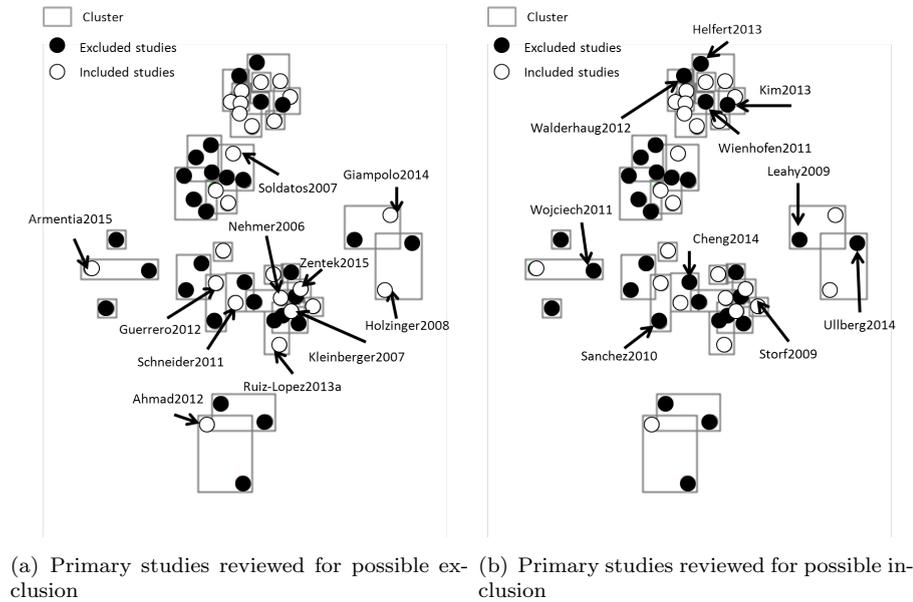 Cluster
Excluded studies
Included studies
Soldatos2007
Giampolo2014
Armentia2015
Nehmer2006
Zentek2015
Guerrero2012
Schneider2011
Holzinger2008
Kleinberger2007
Ruiz-Lopez2013a
Ahmad2012
(a) Primary studies reviewed for possible ex-
clusion
Cluster
Excluded studies
Included studies
Helfert2013
Kim2013
Walderhaug2012
Wienhofen2011
Leahy2009
Wojciech2011
Cheng2014
Ullberg2014
Sanchez2010
Storf2009
(b) Primary studies reviewed for possible in-
clusion